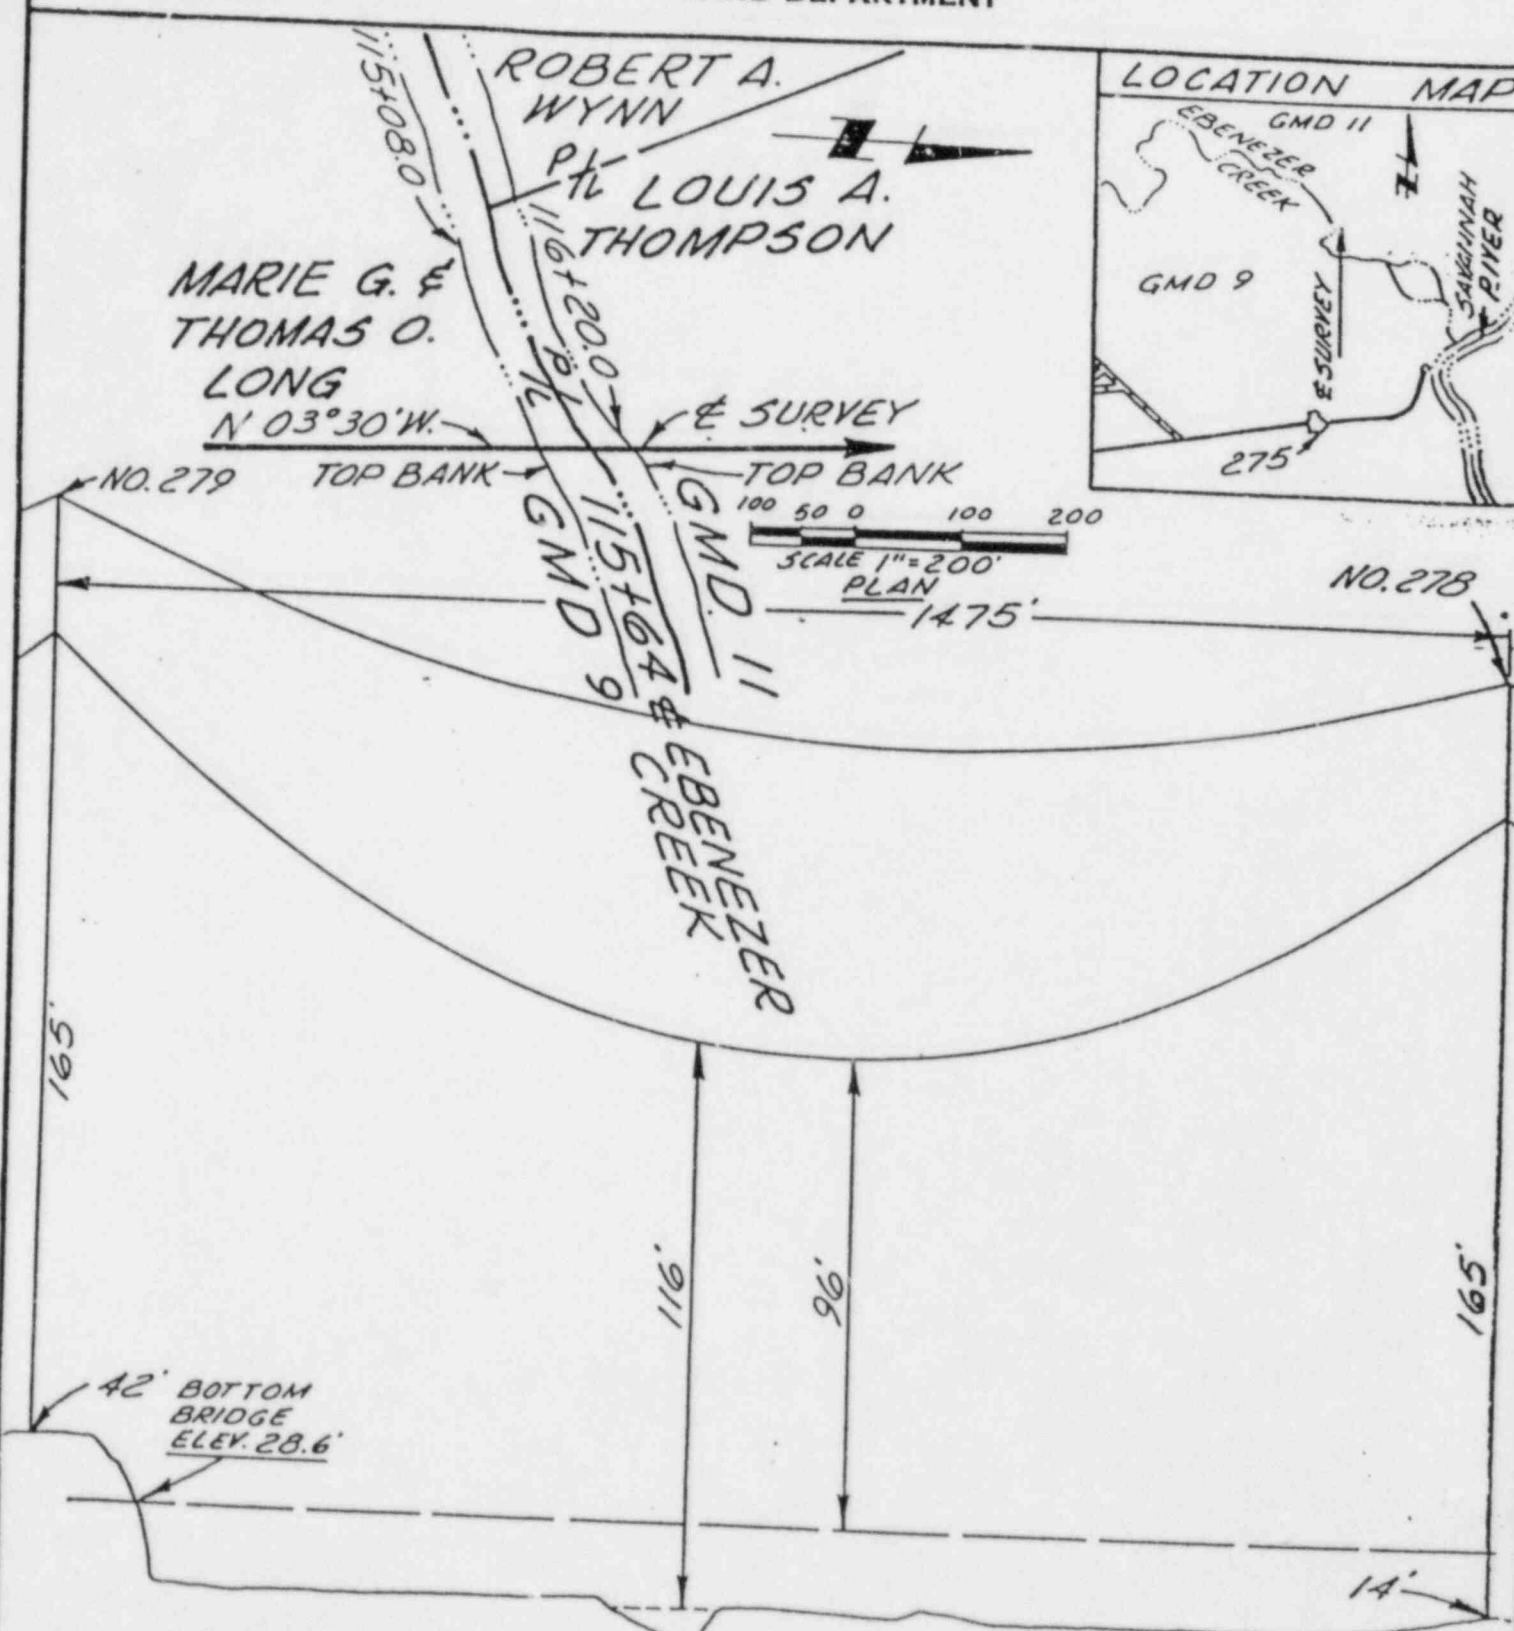 DEPARTMENT
115+08.0
ROBERT A.
WYNN
P/L
LOUIS A.
THOMPSON
116+20.0
MARIE G. &
THOMAS O.
LONG
P/L
N 03°30' W.
℄ SURVEY
NO. 279
TOP BANK
TOP BANK
GMD 9
115+64 ℄ EBENEZER
CREEK
GMD. 11
100 50 0 100 200
SCALE 1"=200'
PLAN
1475'
NO. 278
LOCATION MAP
GMD 11
EBENEZER
CREEK
SAVANNAH
RIVER
GMD 9
℄ SURVEY
275
165'
116'
96'
165'
42'
BOTTOM
BRIDGE
ELEV. 28.6'
14'